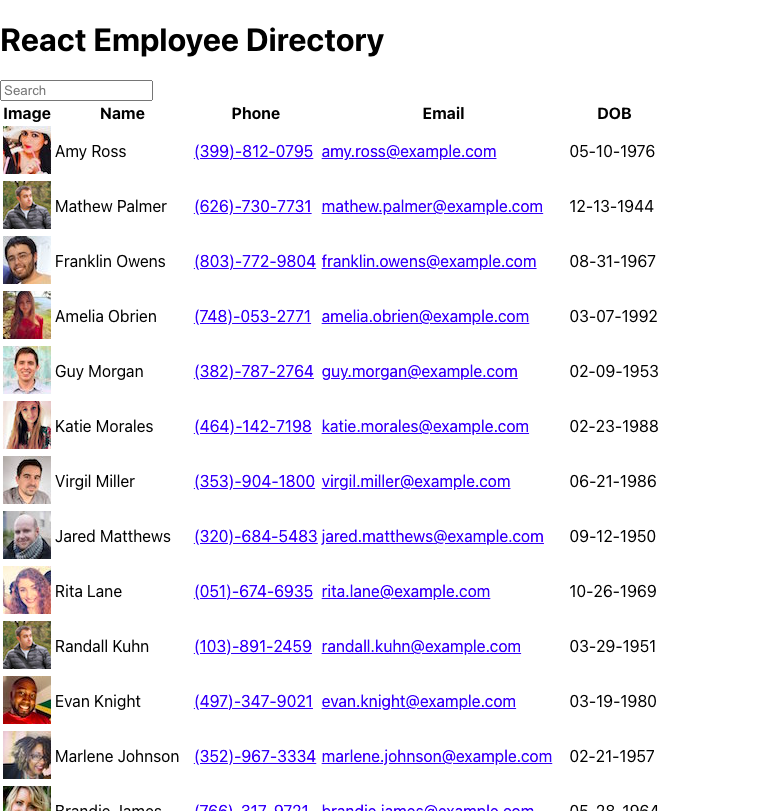 React Employee Directory
Search
Image Name Phone Email DOB
Amy Ross (399)-812-0795 amy.ross@example.com 05-10-1976
Mathew Palmer (626)-730-7731 mathew.palmer@example.com 12-13-1944
Franklin Owens (803)-772-9804 franklin.owens@example.com 08-31-1967
Amelia Obrien (748)-053-2771 amelia.obrien@example.com 03-07-1992
Guy Morgan (382)-787-2764 guy.morgan@example.com 02-09-1953
Katie Morales (464)-142-7198 katie.morales@example.com 02-23-1988
Virgil Miller (353)-904-1800 virgil.miller@example.com 06-21-1986
Jared Matthews (320)-684-5483 jared.matthews@example.com 09-12-1950
Rita Lane (051)-674-6935 rita.lane@example.com 10-26-1969
Randall Kuhn (103)-891-2459 randall.kuhn@example.com 03-29-1951
Evan Knight (497)-347-9021 evan.knight@example.com 03-19-1980
Marlene Johnson (352)-967-3334 marlene.johnson@example.com 02-21-1957
Brandie James (766)-317-9721 brandie.james@example.com 05-28-1964